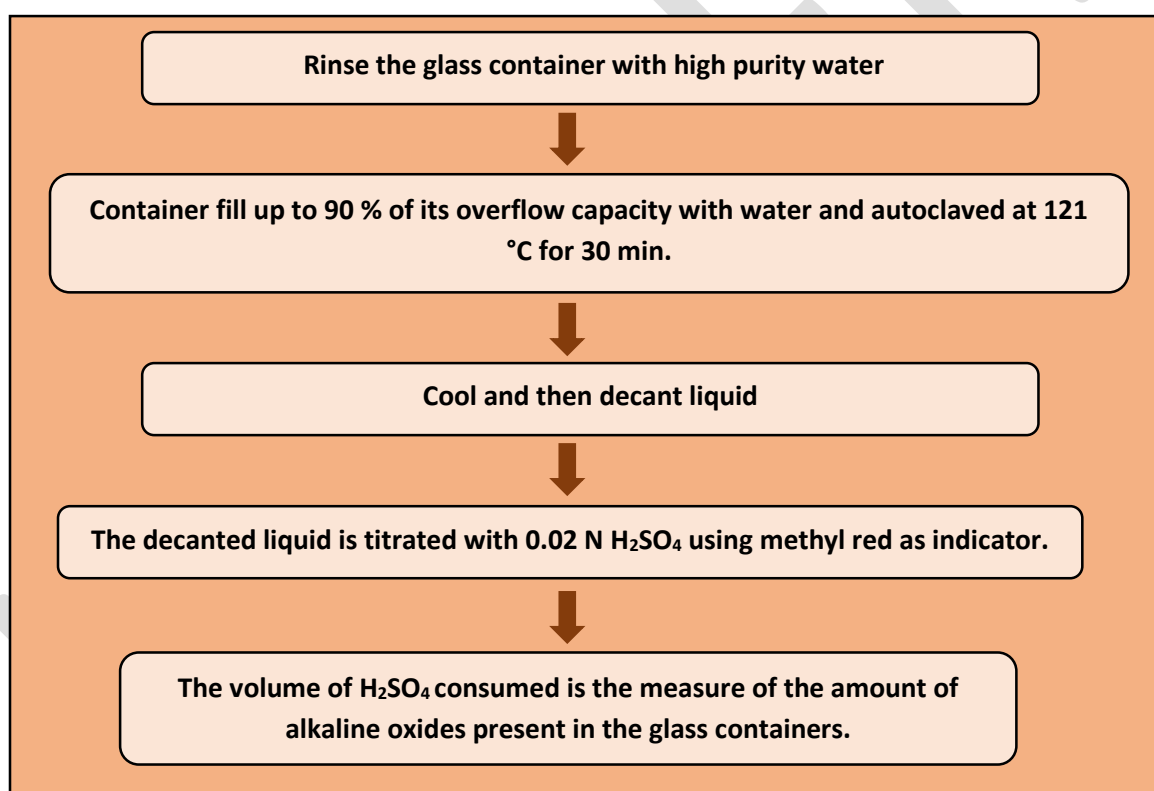 Rinse the glass container with high purity water
Container fill up to 90 % of its overflow capacity with water and autoclaved at 121
°C for 30 min.
Cool and then decant liquid
The decanted liquid is titrated with 0.02 N H₂SO₄ using methyl red as indicator.
The volume of H₂SO₄ consumed is the measure of the amount of
alkaline oxides present in the glass containers.